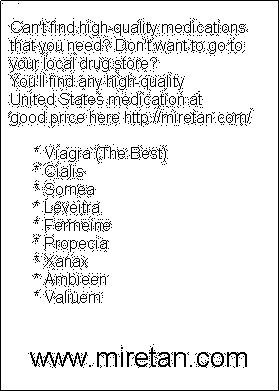 Can't find high-quality medications
that you need? Don't want to go to
your local drug store?
You'll find any high-quality
United States medication at
good price here http://miretan.com/
* Viagra (The Best)
* Cialis
* Somea
* Leveitra
* Fermeine
* Propecia
* Xanax
* Ambieen
* Valiuem
www.miretan.com